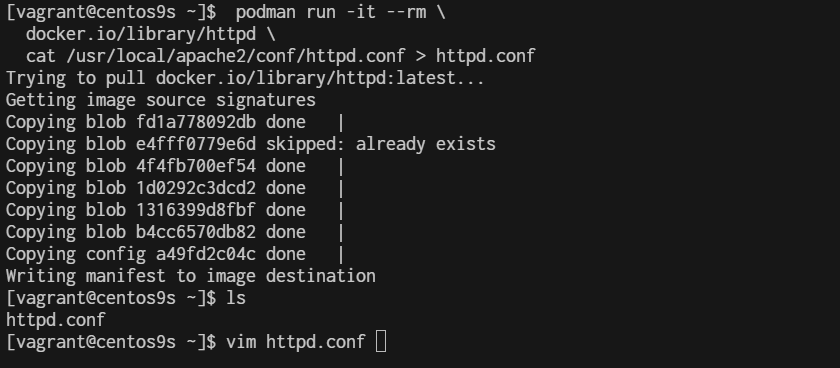 [vagrant@centos9s ~]$  podman run -it --rm \
  docker.io/library/httpd \
  cat /usr/local/apache2/conf/httpd.conf > httpd.conf
Trying to pull docker.io/library/httpd:latest...
Getting image source signatures
Copying blob fd1a778092db done   |
Copying blob e4fff0779e6d skipped: already exists
Copying blob 4f4fb700ef54 done   |
Copying blob 1d0292c3dcd2 done   |
Copying blob 1316399d8fbf done   |
Copying blob b4cc6570db82 done   |
Copying config a49fd2c04c done   |
Writing manifest to image destination
[vagrant@centos9s ~]$ ls
httpd.conf
[vagrant@centos9s ~]$ vim httpd.conf